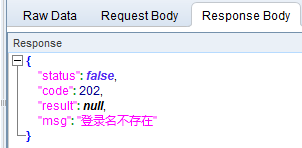 Raw Data Request Body Response Body
Response
{
"status": false,
"code": 202,
"result": null,
"msg": "登录名不存在"
}